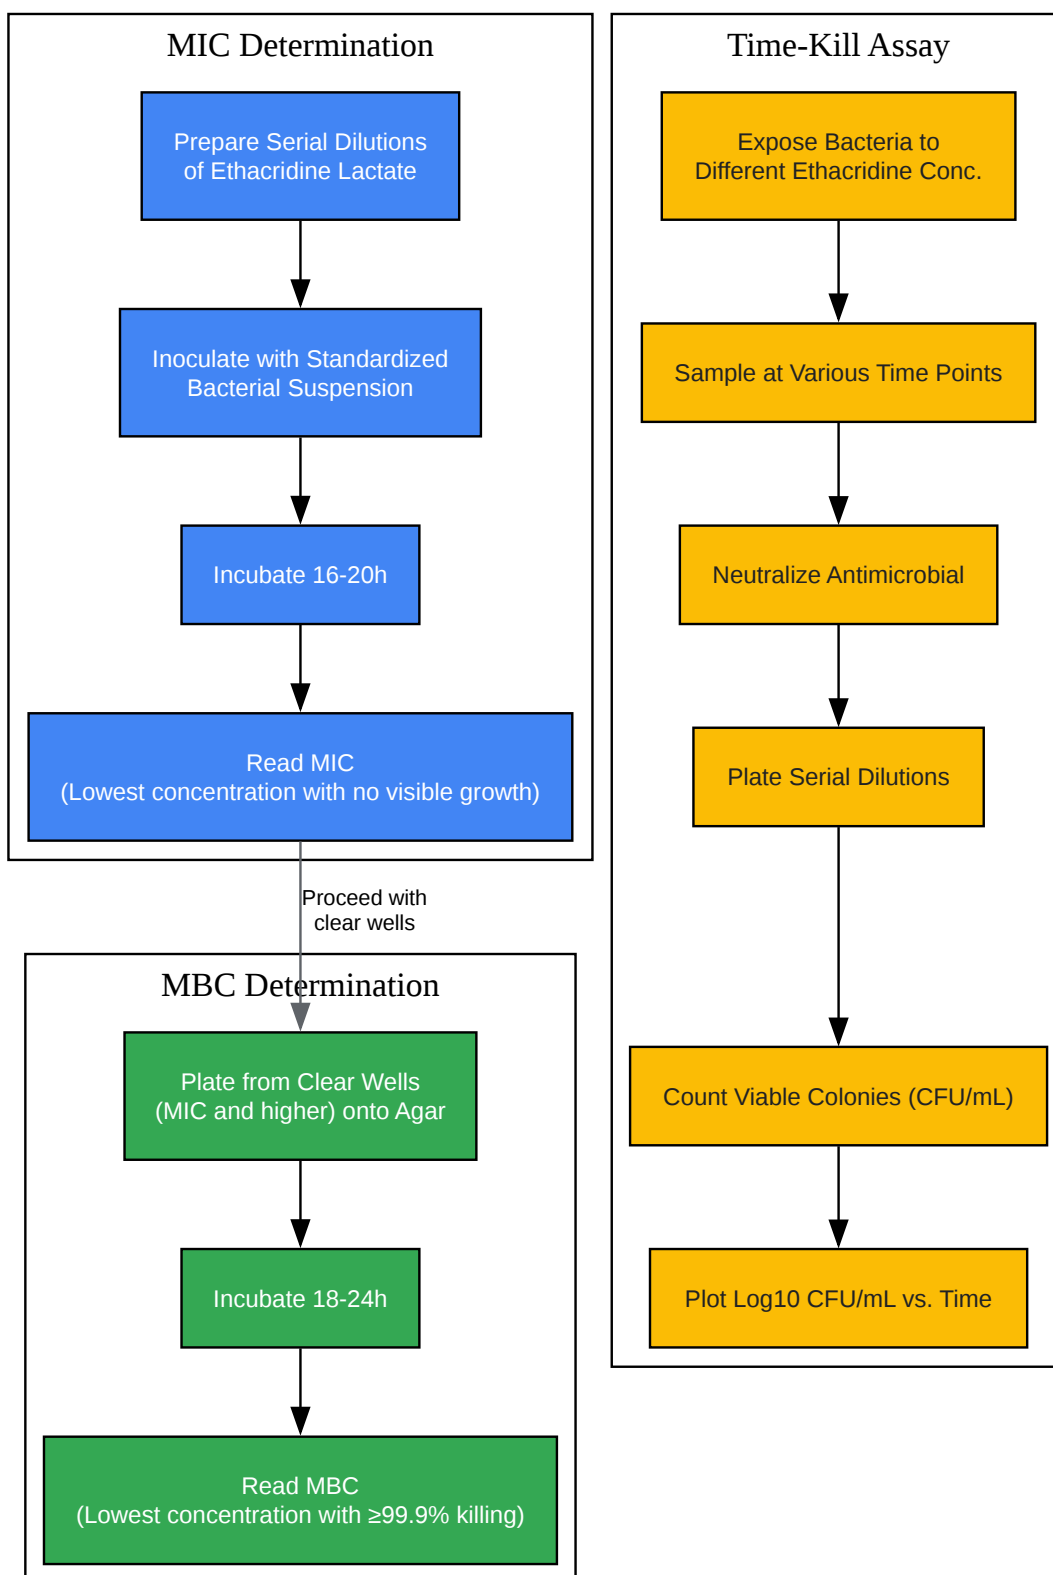 MIC Determination
Prepare Serial Dilutions
of Ethacridine Lactate
Inoculate with Standardized
Bacterial Suspension
Incubate 16-20h
Read MIC
(Lowest concentration with no visible growth)
Proceed with
clear wells
MBC Determination
Plate from Clear Wells
(MIC and higher) onto Agar
Incubate 18-24h
Read MBC
(Lowest concentration with ≥99.9% killing)
Time-Kill Assay
Expose Bacteria to
Different Ethacridine Conc.
Sample at Various Time Points
Neutralize Antimicrobial
Plate Serial Dilutions
Count Viable Colonies (CFU/mL)
Plot Log10 CFU/mL vs. Time